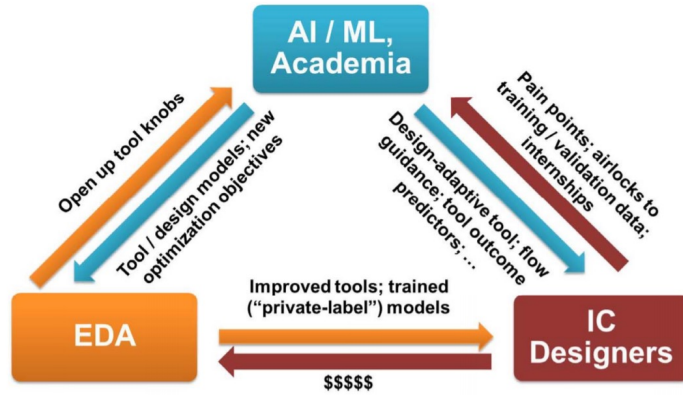 AI / ML,
Academia
Open up tool knobs
Tool / design models; new
optimization objectives
Design-adaptive tool; flow
guidance; tool outcome
predictors; ...
Pain points; airlocks to
training / validation data;
internships
EDA
Improved tools; trained
(“private-label”) models
$$$$$
IC
Designers